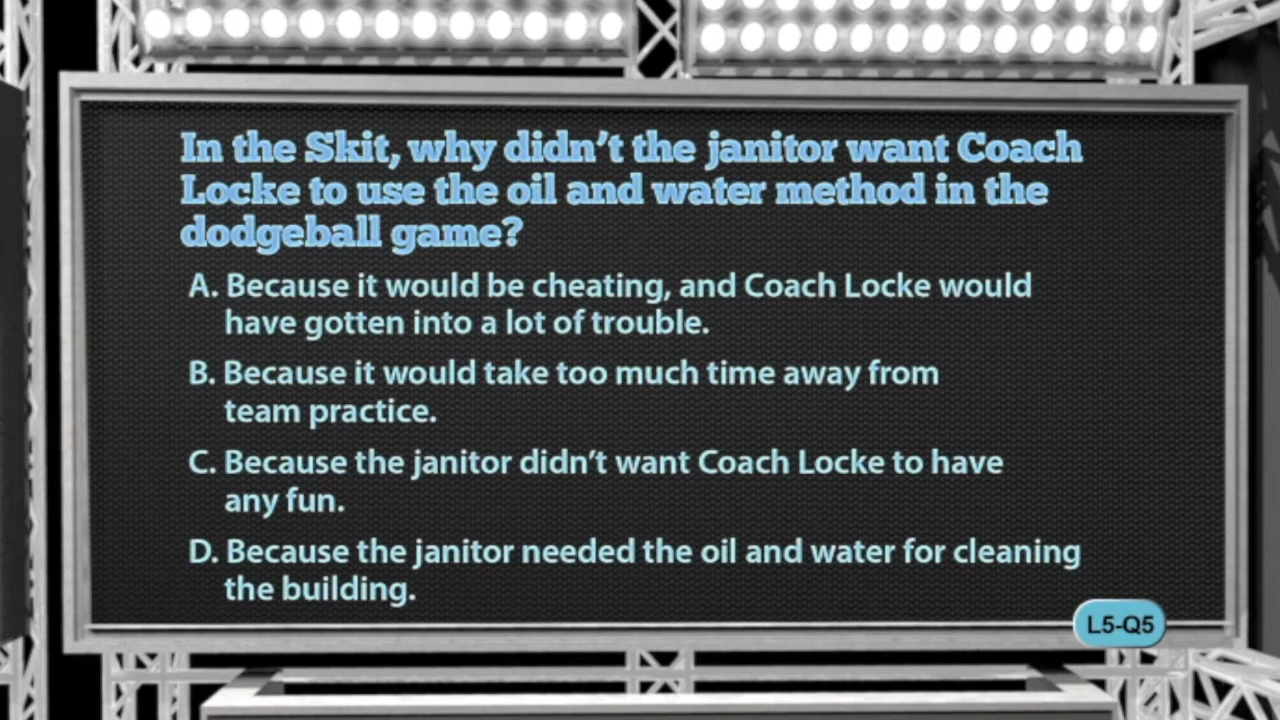 In the Skit, why didn't the janitor want Coach
Locke to use the oil and water method in the
dodgeball game?
A. Because it would be cheating, and Coach Locke would
have gotten into a lot of trouble.
B. Because it would take too much time away from
team practice.
C. Because the janitor didn't want Coach Locke to have
any fun.
D. Because the janitor needed the oil and water for cleaning
the building.
L5-Q5